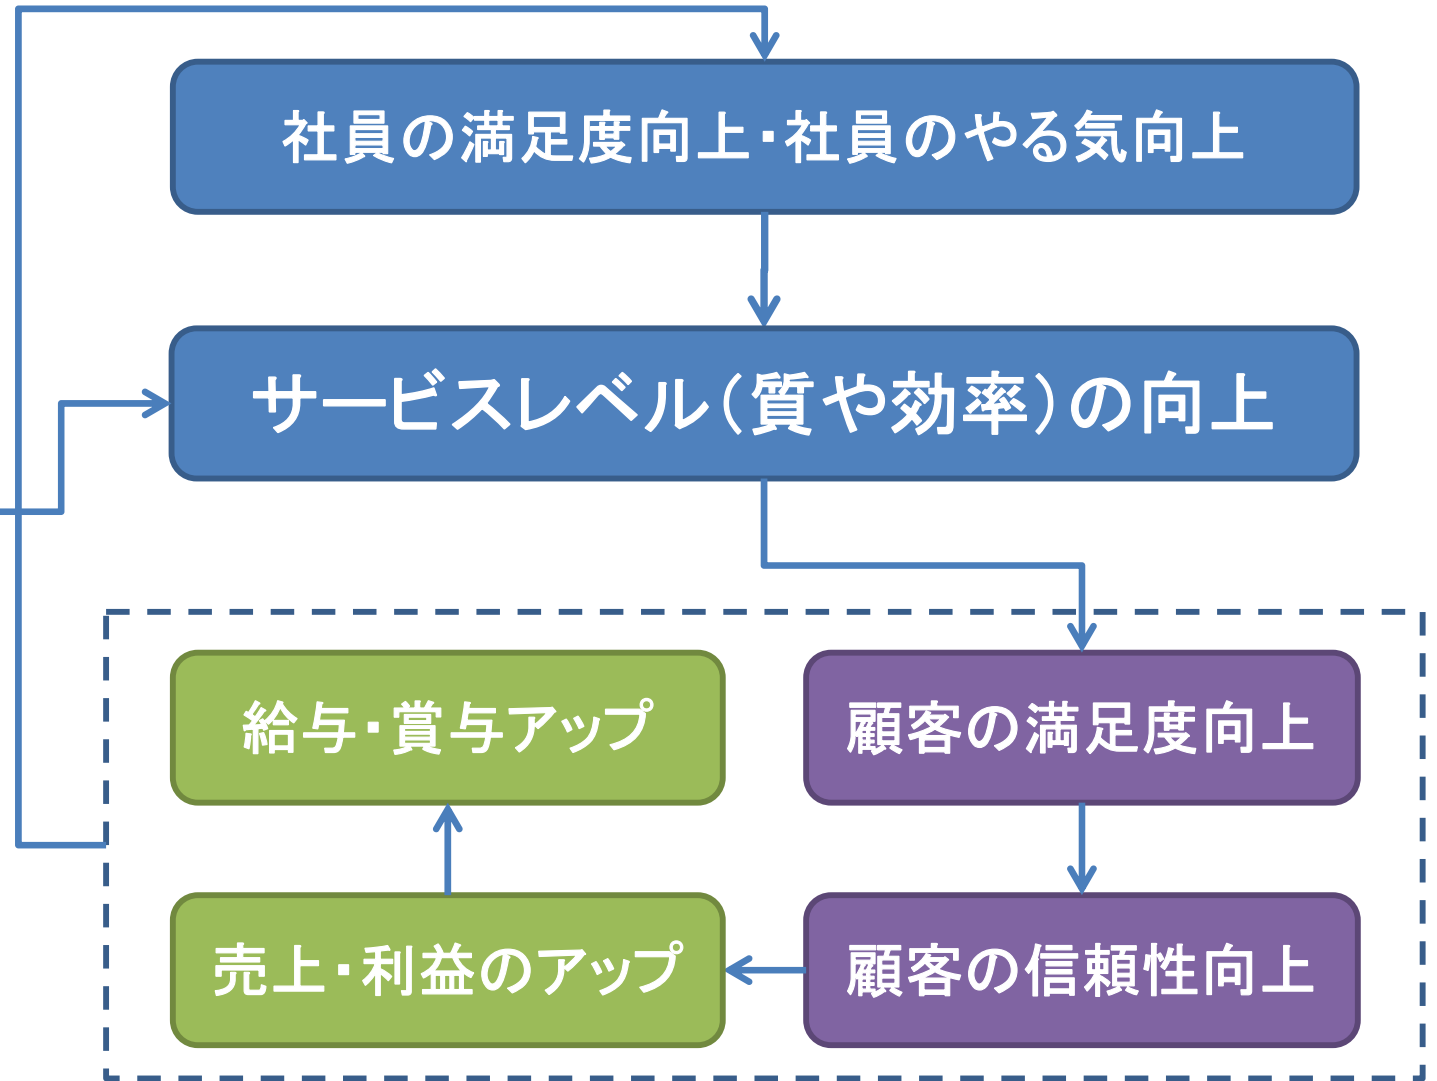 社員の満足度向上・社員のやる気向上
サービスレベル（質や効率）の向上
給与・賞与アップ
顧客の満足度向上
売上・利益のアップ
顧客の信頼性向上